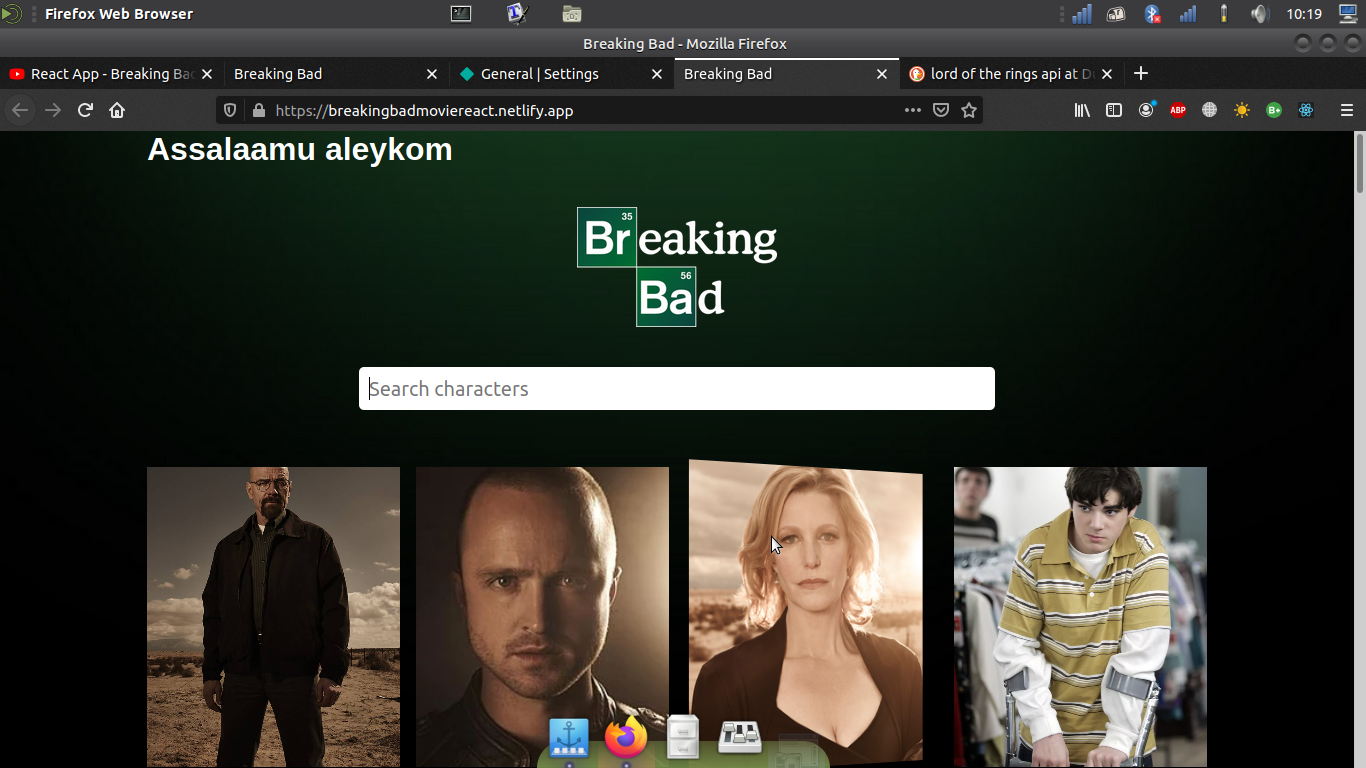 Firefox Web Browser
10:19
Breaking Bad - Mozilla Firefox
React App - Breaking Ba
Breaking Bad
General | Settings
Breaking Bad
lord of the rings api at D
https://breakingbadmoviereact.netlify.app
ABP
B+
Assalaamu aleykom
35
Breaking
56
Bad
Search characters